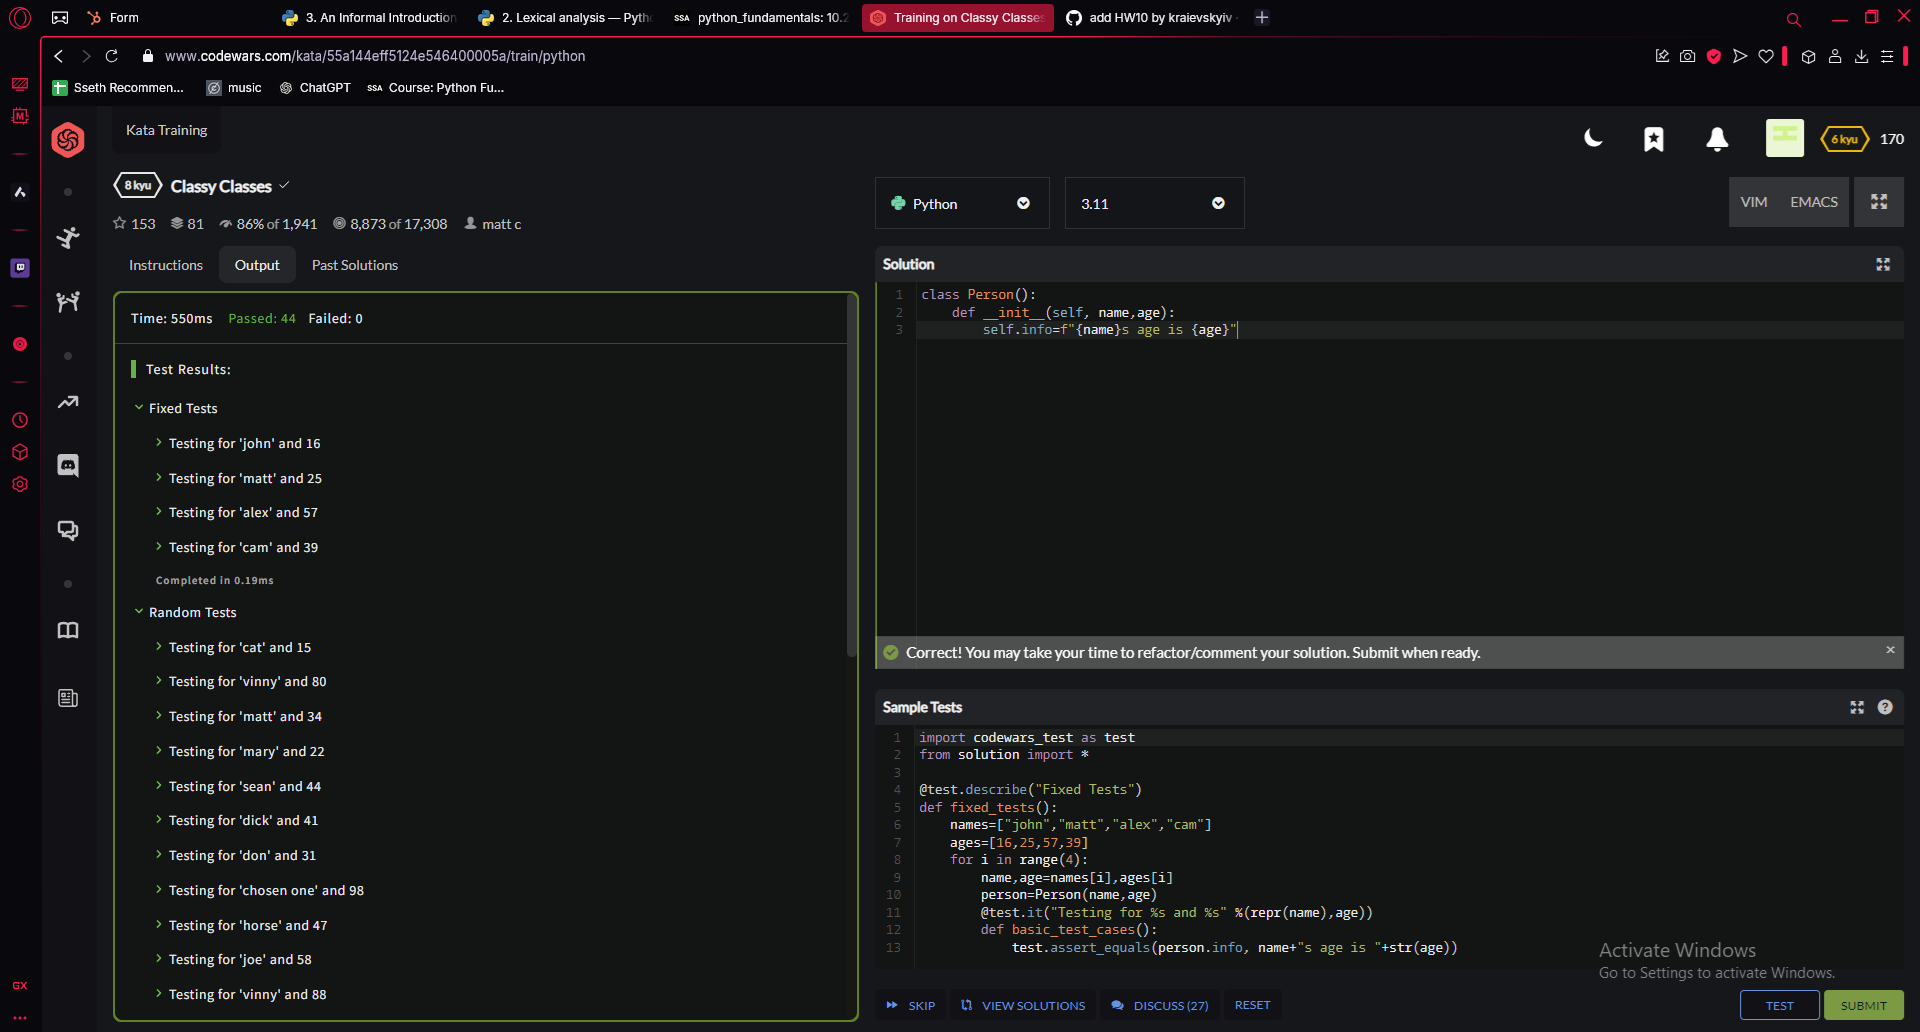 Form
3. An Informal Introduction
2. Lexical analysis — Pyth
SSA python_fundamentals: 10.2
Training on Classy Classes
add HW10 by kraievskyiv
www.codewars.com/kata/55a144eff5124e546400005a/train/python
Sseth Recommen...
music
ChatGPT
SSA Course: Python Fu...
Kata Training
6 kyu 170
8 kyu Classy Classes
153 81 86% of 1,941 8,873 of 17,308 matt c
Python
3.11
VIM EMACS
Instructions Output Past Solutions
Time: 550ms Passed: 44 Failed: 0
Test Results:
Fixed Tests
Testing for 'john' and 16
Testing for 'matt' and 25
Testing for 'alex' and 57
Testing for 'cam' and 39
Completed in 0.19ms
Random Tests
Testing for 'cat' and 15
Testing for 'vinny' and 80
Testing for 'matt' and 34
Testing for 'mary' and 22
Testing for 'sean' and 44
Testing for 'dick' and 41
Testing for 'don' and 31
Testing for 'chosen one' and 98
Testing for 'horse' and 47
Testing for 'joe' and 58
Testing for 'vinny' and 88
GX
Solution
1 class Person():
2 def __init__(self, name,age):
3 self.info=f"{name}s age is {age}"
Correct! You may take your time to refactor/comment your solution. Submit when ready.
Sample Tests
1 import codewars_test as test
2 from solution import *
3
4 @test.describe("Fixed Tests")
5 def fixed_tests():
6 names=["john","matt","alex","cam"]
7 ages=[16,25,57,39]
8 for i in range(4):
9 name,age=names[i],ages[i]
10 person=Person(name,age)
11 @test.it("Testing for %s and %s" %(repr(name),age))
12 def basic_test_cases():
13 test.assert_equals(person.info, name+"s age is "+str(age))
Activate Windows
Go to Settings to activate Windows.
SKIP VIEW SOLUTIONS DISCUSS (27) RESET
TEST SUBMIT